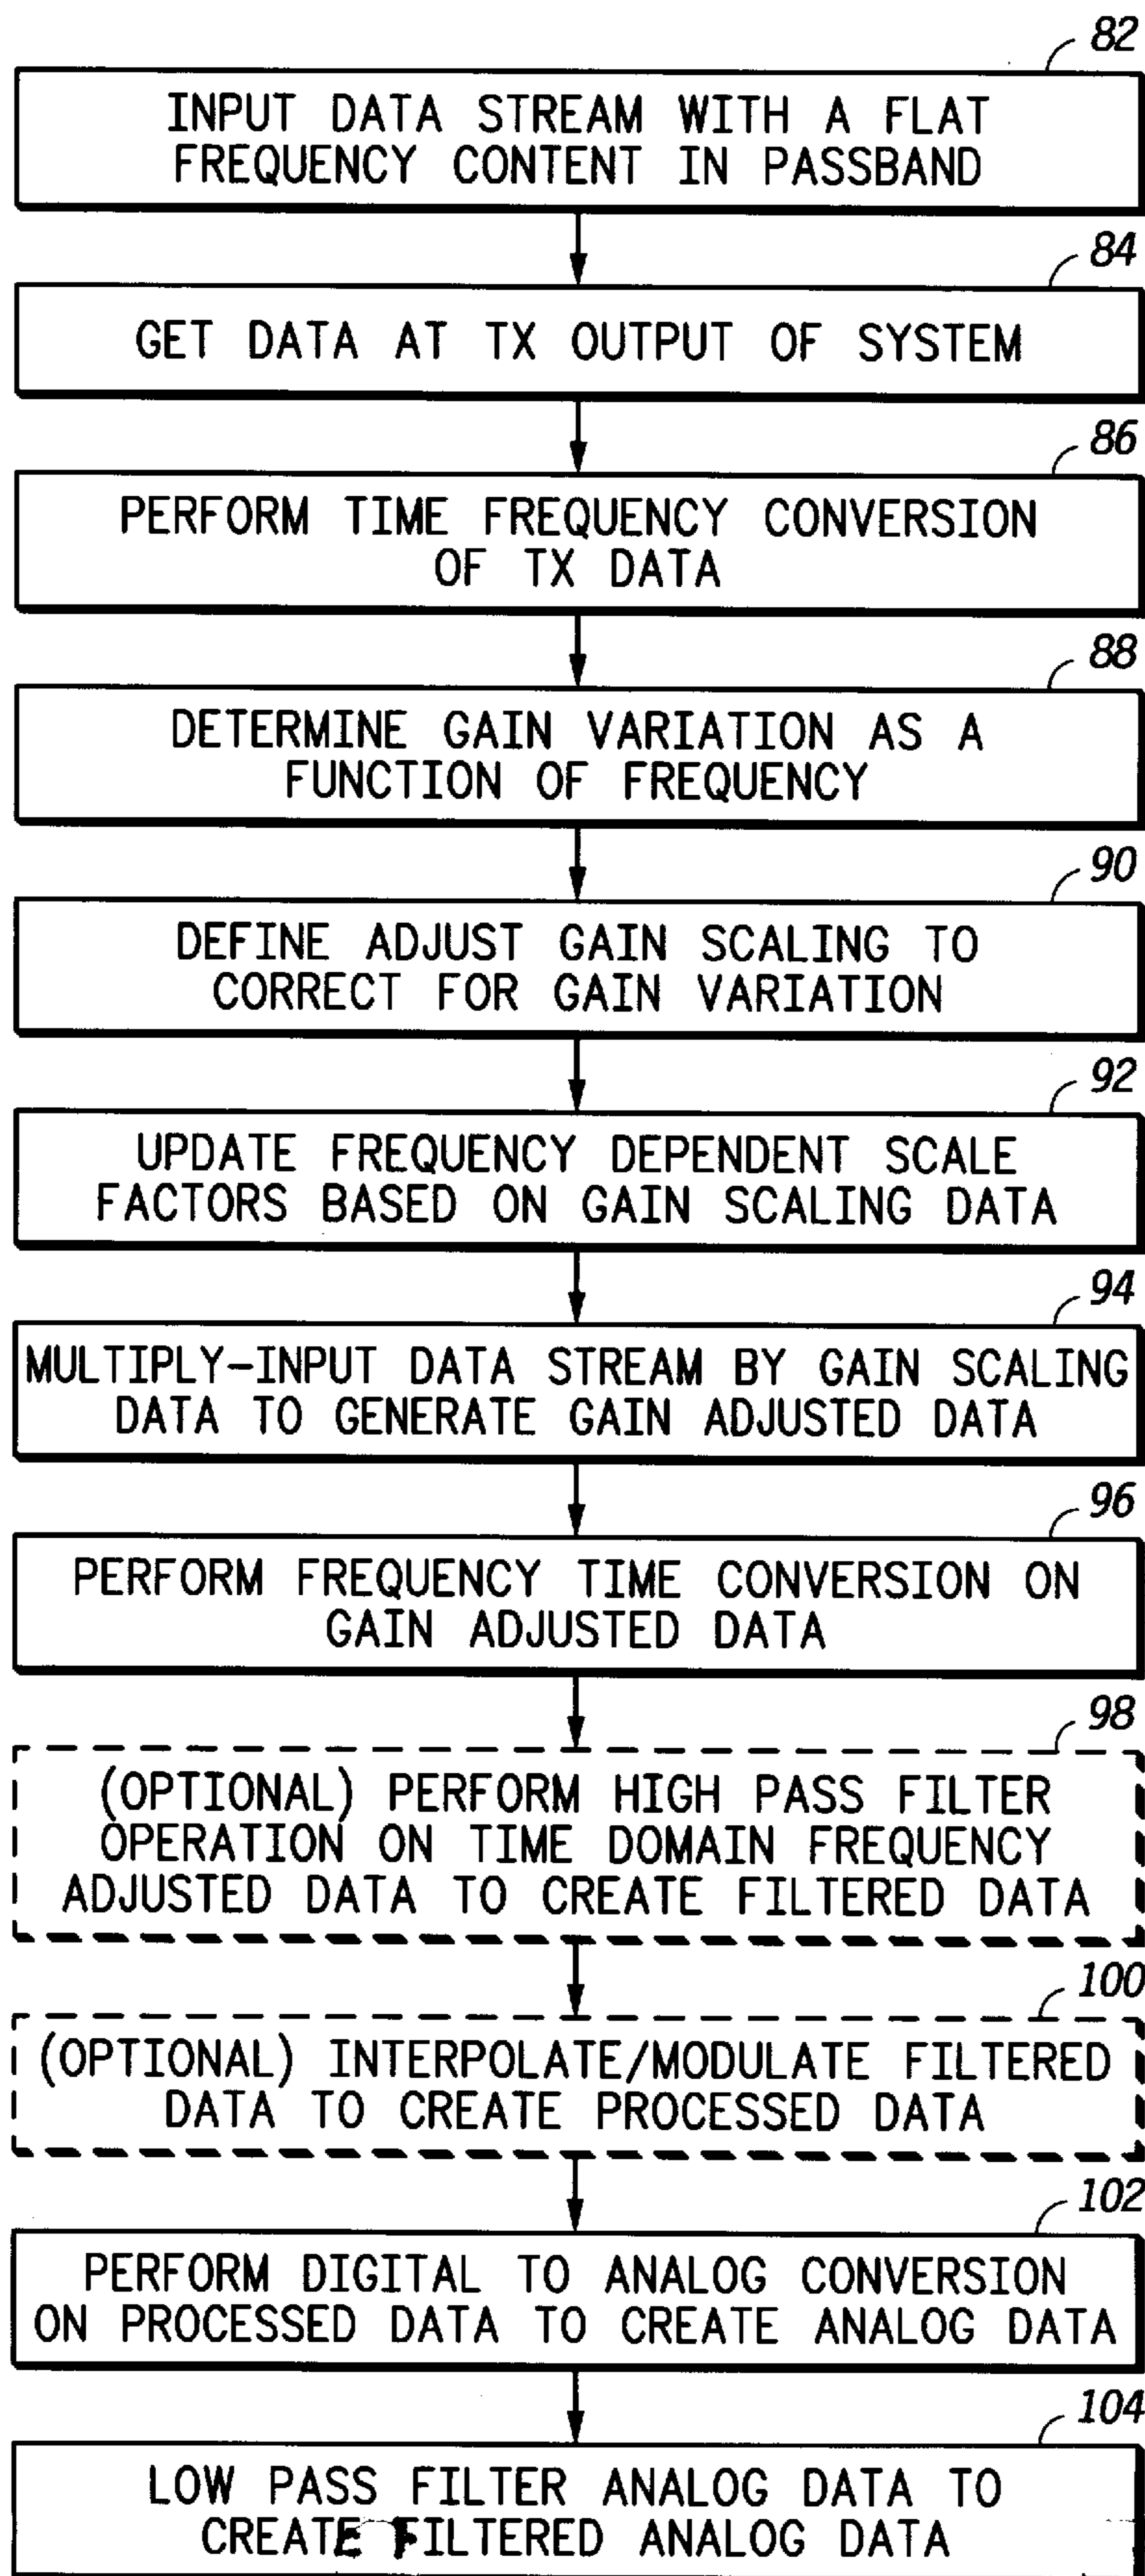 82
INPUT DATA STREAM WITH A FLAT
FREQUENCY CONTENT IN PASSBAND
84
GET DATA AT TX OUTPUT OF SYSTEM
86
PERFORM TIME FREQUENCY CONVERSION
OF TX DATA
88
DETERMINE GAIN VARIATION AS A
FUNCTION OF FREQUENCY
90
DEFINE ADJUST GAIN SCALING TO
CORRECT FOR GAIN VARIATION
92
UPDATE FREQUENCY DEPENDENT SCALE
FACTORS BASED ON GAIN SCALING DATA
94
MULTIPLY-INPUT DATA STREAM BY GAIN SCALING
DATA TO GENERATE GAIN ADJUSTED DATA
96
PERFORM FREQUENCY TIME CONVERSION ON
GAIN ADJUSTED DATA
98
(OPTIONAL) PERFORM HIGH PASS FILTER
OPERATION ON TIME DOMAIN FREQUENCY
ADJUSTED DATA TO CREATE FILTERED DATA
100
(OPTIONAL) INTERPOLATE/MODULATE FILTERED
DATA TO CREATE PROCESSED DATA
102
PERFORM DIGITAL TO ANALOG CONVERSION
ON PROCESSED DATA TO CREATE ANALOG DATA
104
LOW PASS FILTER ANALOG DATA TO
CREATE FILTERED ANALOG DATA